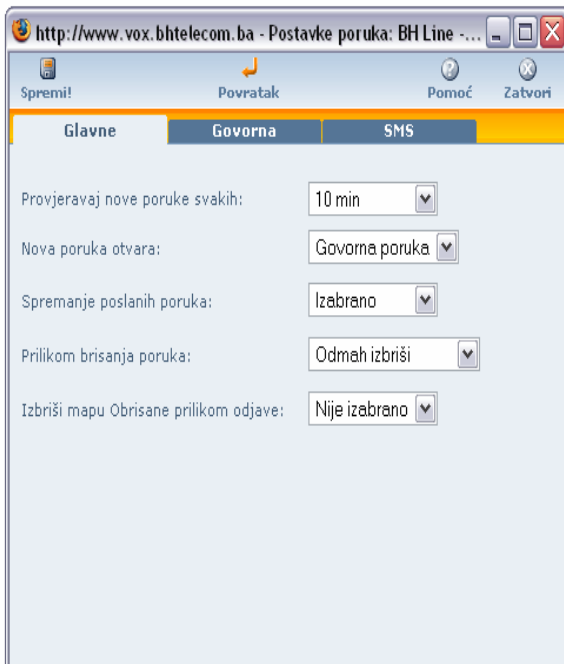 http://www.vox.bhtelecom.ba - Postavke poruka: BH Line -...
Spremi! Povratak Pomoć Zatvori
Glavne Govorna SMS
Provjeravaj nove poruke svakih: 10 min
Nova poruka otvara: Govorna poruka
Spremanje poslanih poruka: Izabrano
Prilikom brisanja poruka: Odmah izbriši
Izbriši mapu Obrisane prilikom odjave: Nije izabrano